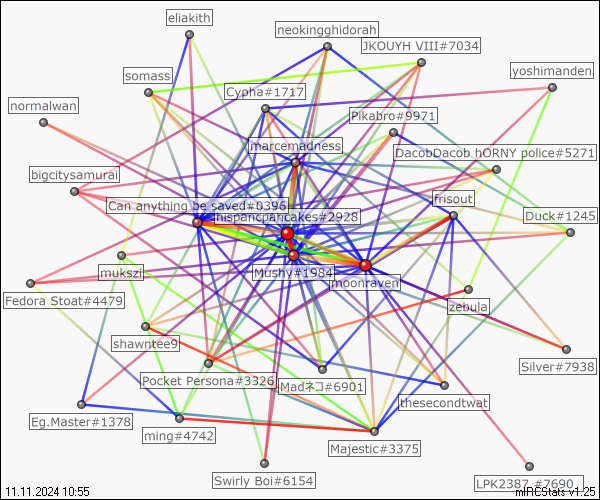 eliakith
neokingghidorah
JKOUYH VIII#7034
somass
yoshimanden
Cypha#1717
normalwan
Pikabro#9971
marcemadness
DacobDacob hORNY police#5271
bigcitysamurai
frisout
Can anything be saved#0396
hispancpancakes#2928
Duck#1245
mukszi
Mushy#1984
moonraven
Fedora Stoat#4479
zebula
shawntee9
Silver#7938
Pocket Persona#3326
Madネコ#6901
thesecondtwat
Eg.Master#1378
ming#4742
Majestic#3375
Swirly Boi#6154
LPK2387 #7690
11.11.2024 10:55
mIRCStats v1.25